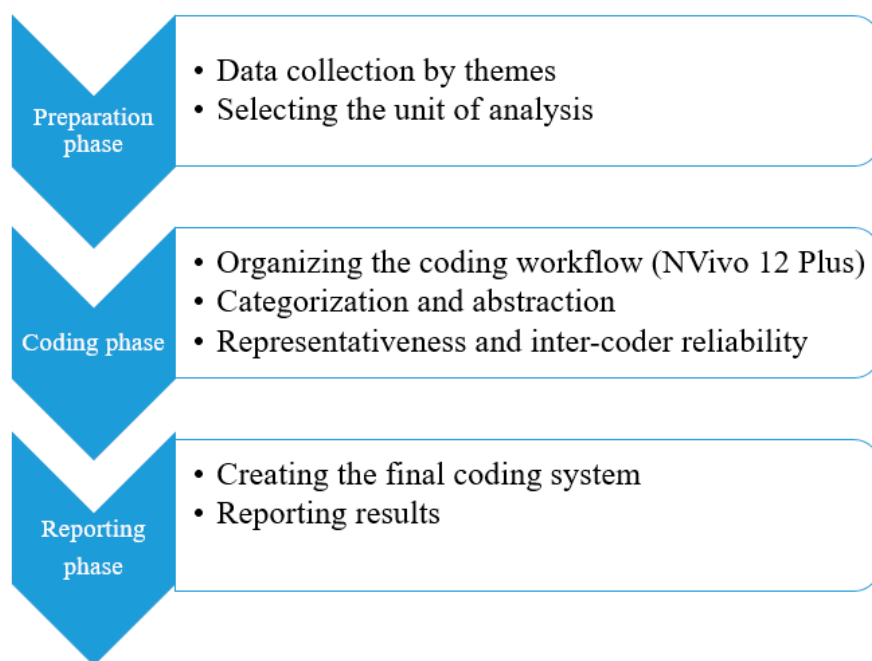 Preparation
phase
• Data collection by themes
• Selecting the unit of analysis
Coding phase
• Organizing the coding workflow (NVivo 12 Plus)
• Categorization and abstraction
• Representativeness and inter-coder reliability
Reporting
phase
• Creating the final coding system
• Reporting results